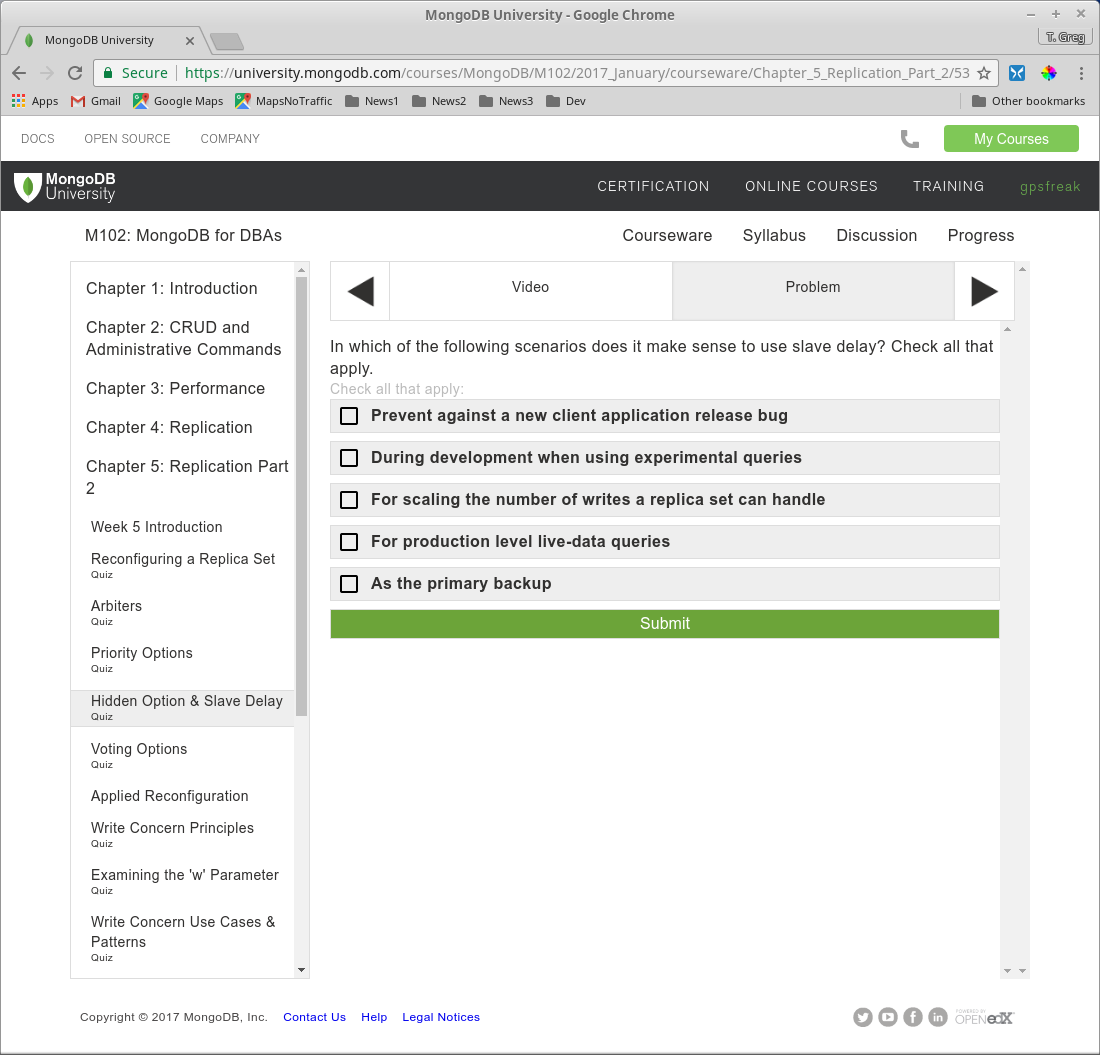 MongoDB University - Google Chrome
MongoDB University
T. Greg
Secure
https://university.mongodb.com/courses/MongoDB/M102/2017_January/courseware/Chapter_5_Replication_Part_2/53
Apps Gmail Google Maps MapsNoTraffic News1 News2 News3 Dev Other bookmarks
DOCS OPEN SOURCE COMPANY My Courses
MongoDB
University
CERTIFICATION ONLINE COURSES TRAINING gpsfreak
M102: MongoDB for DBAs Courseware Syllabus Discussion Progress
Chapter 1: Introduction
Chapter 2: CRUD and
Administrative Commands
Chapter 3: Performance
Chapter 4: Replication
Chapter 5: Replication Part
2
Week 5 Introduction
Reconfiguring a Replica Set
Quiz
Arbiters
Quiz
Priority Options
Quiz
Hidden Option & Slave Delay
Quiz
Voting Options
Quiz
Applied Reconfiguration
Write Concern Principles
Quiz
Examining the 'w' Parameter
Quiz
Write Concern Use Cases &
Patterns
Quiz
Video Problem
In which of the following scenarios does it make sense to use slave delay? Check all that
apply.
Check all that apply:
Prevent against a new client application release bug
During development when using experimental queries
For scaling the number of writes a replica set can handle
For production level live-data queries
As the primary backup
Submit
Copyright © 2017 MongoDB, Inc. Contact Us Help Legal Notices
POWERED BY
OPEN edX